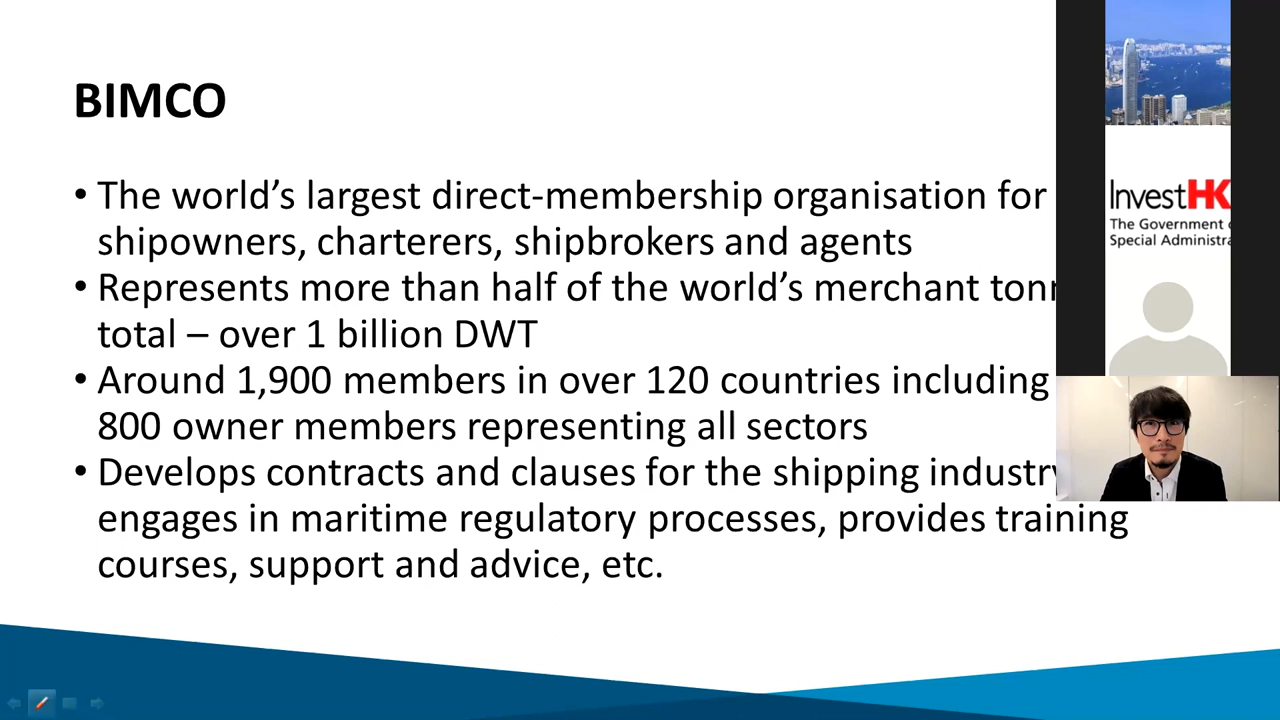 BIMCO
• The world's largest direct-membership organisation for
shipowners, charterers, shipbrokers and agents
• Represents more than half of the world's merchant
total – over 1 billion DWT
• Around 1,900 members in over 120 countries including
800 owner members representing all sectors
• Develops contracts and clauses for the shipping industry
engages in maritime regulatory processes, provides training
courses, support and advice, etc.
InvestHK
The Government
Special